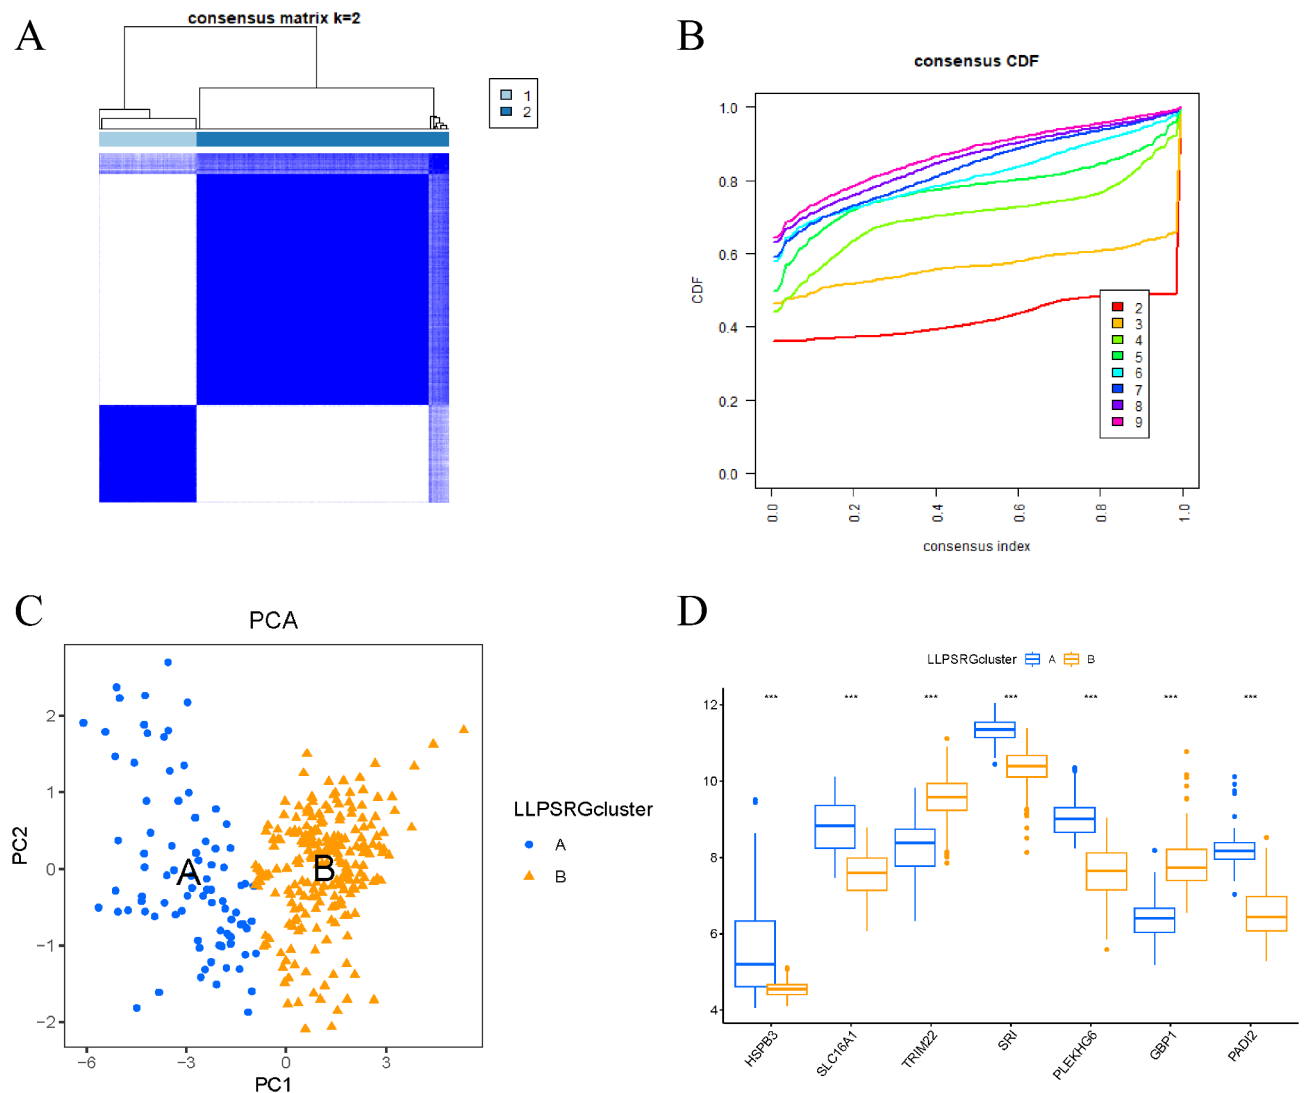 A
consensus matrix k=2
1
2
B
consensus CDF
1.0
0.8
0.6
0.4
0.2
0.0
CDF
2
3
4
5
6
7
8
9
0.0
0.2
0.4
0.6
0.8
1.0
consensus index
C
PCA
2
1
0
−1
−2
PC2
A
B
−6
−3
0
3
PC1
LLPSRGcluster
A
B
D
LLPSRGcluster A B
*** *** *** *** *** *** ***
12
10
8
6
4
HSPB3
SLC16A1
TRIM22
SRI
PLEKHG6
GBP1
PADI2